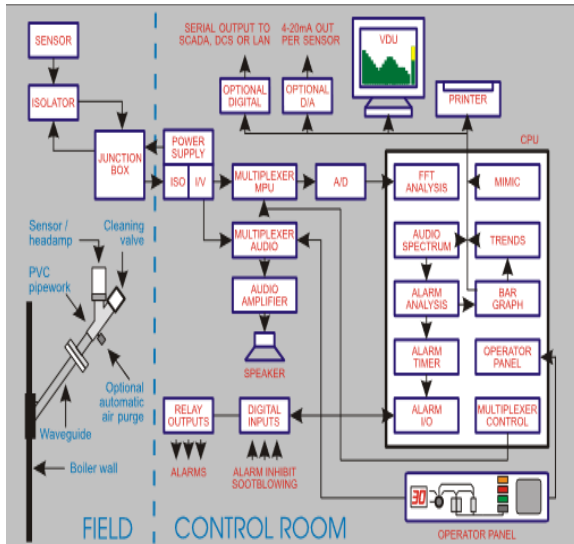 SERIAL OUTPUT TO
SCADA, DCS OR LAN
4-20mA OUT
PER SENSOR
VDU
SENSOR
ISOLATOR
JUNCTION
BOX
POWER
SUPPLY
ISO
I/V
OPTIONAL
DIGITAL
OPTIONAL
D/A
PRINTER
CPU
MULTIPLEXER
MPU
A/D
FFT
ANALYSIS
MIMIC
MULTIPLEXER
AUDIO
AUDIO
SPECTRUM
TRENDS
AUDIO
AMPLIFIER
ALARM
ANALYSIS
BAR
GRAPH
SPEAKER
ALARM
TIMER
OPERATOR
PANEL
RELAY
OUTPUTS
DIGITAL
INPUTS
ALARM
I/O
MULTIPLEXER
CONTROL
ALARMS
ALARM INHIBIT
SOOTBLOWING
30
OPERATOR PANEL
Sensor /
headamp
Cleaning
valve
PVC
pipework
Optional
automatic
air purge
Waveguide
Boiler wall
FIELD
CONTROL ROOM